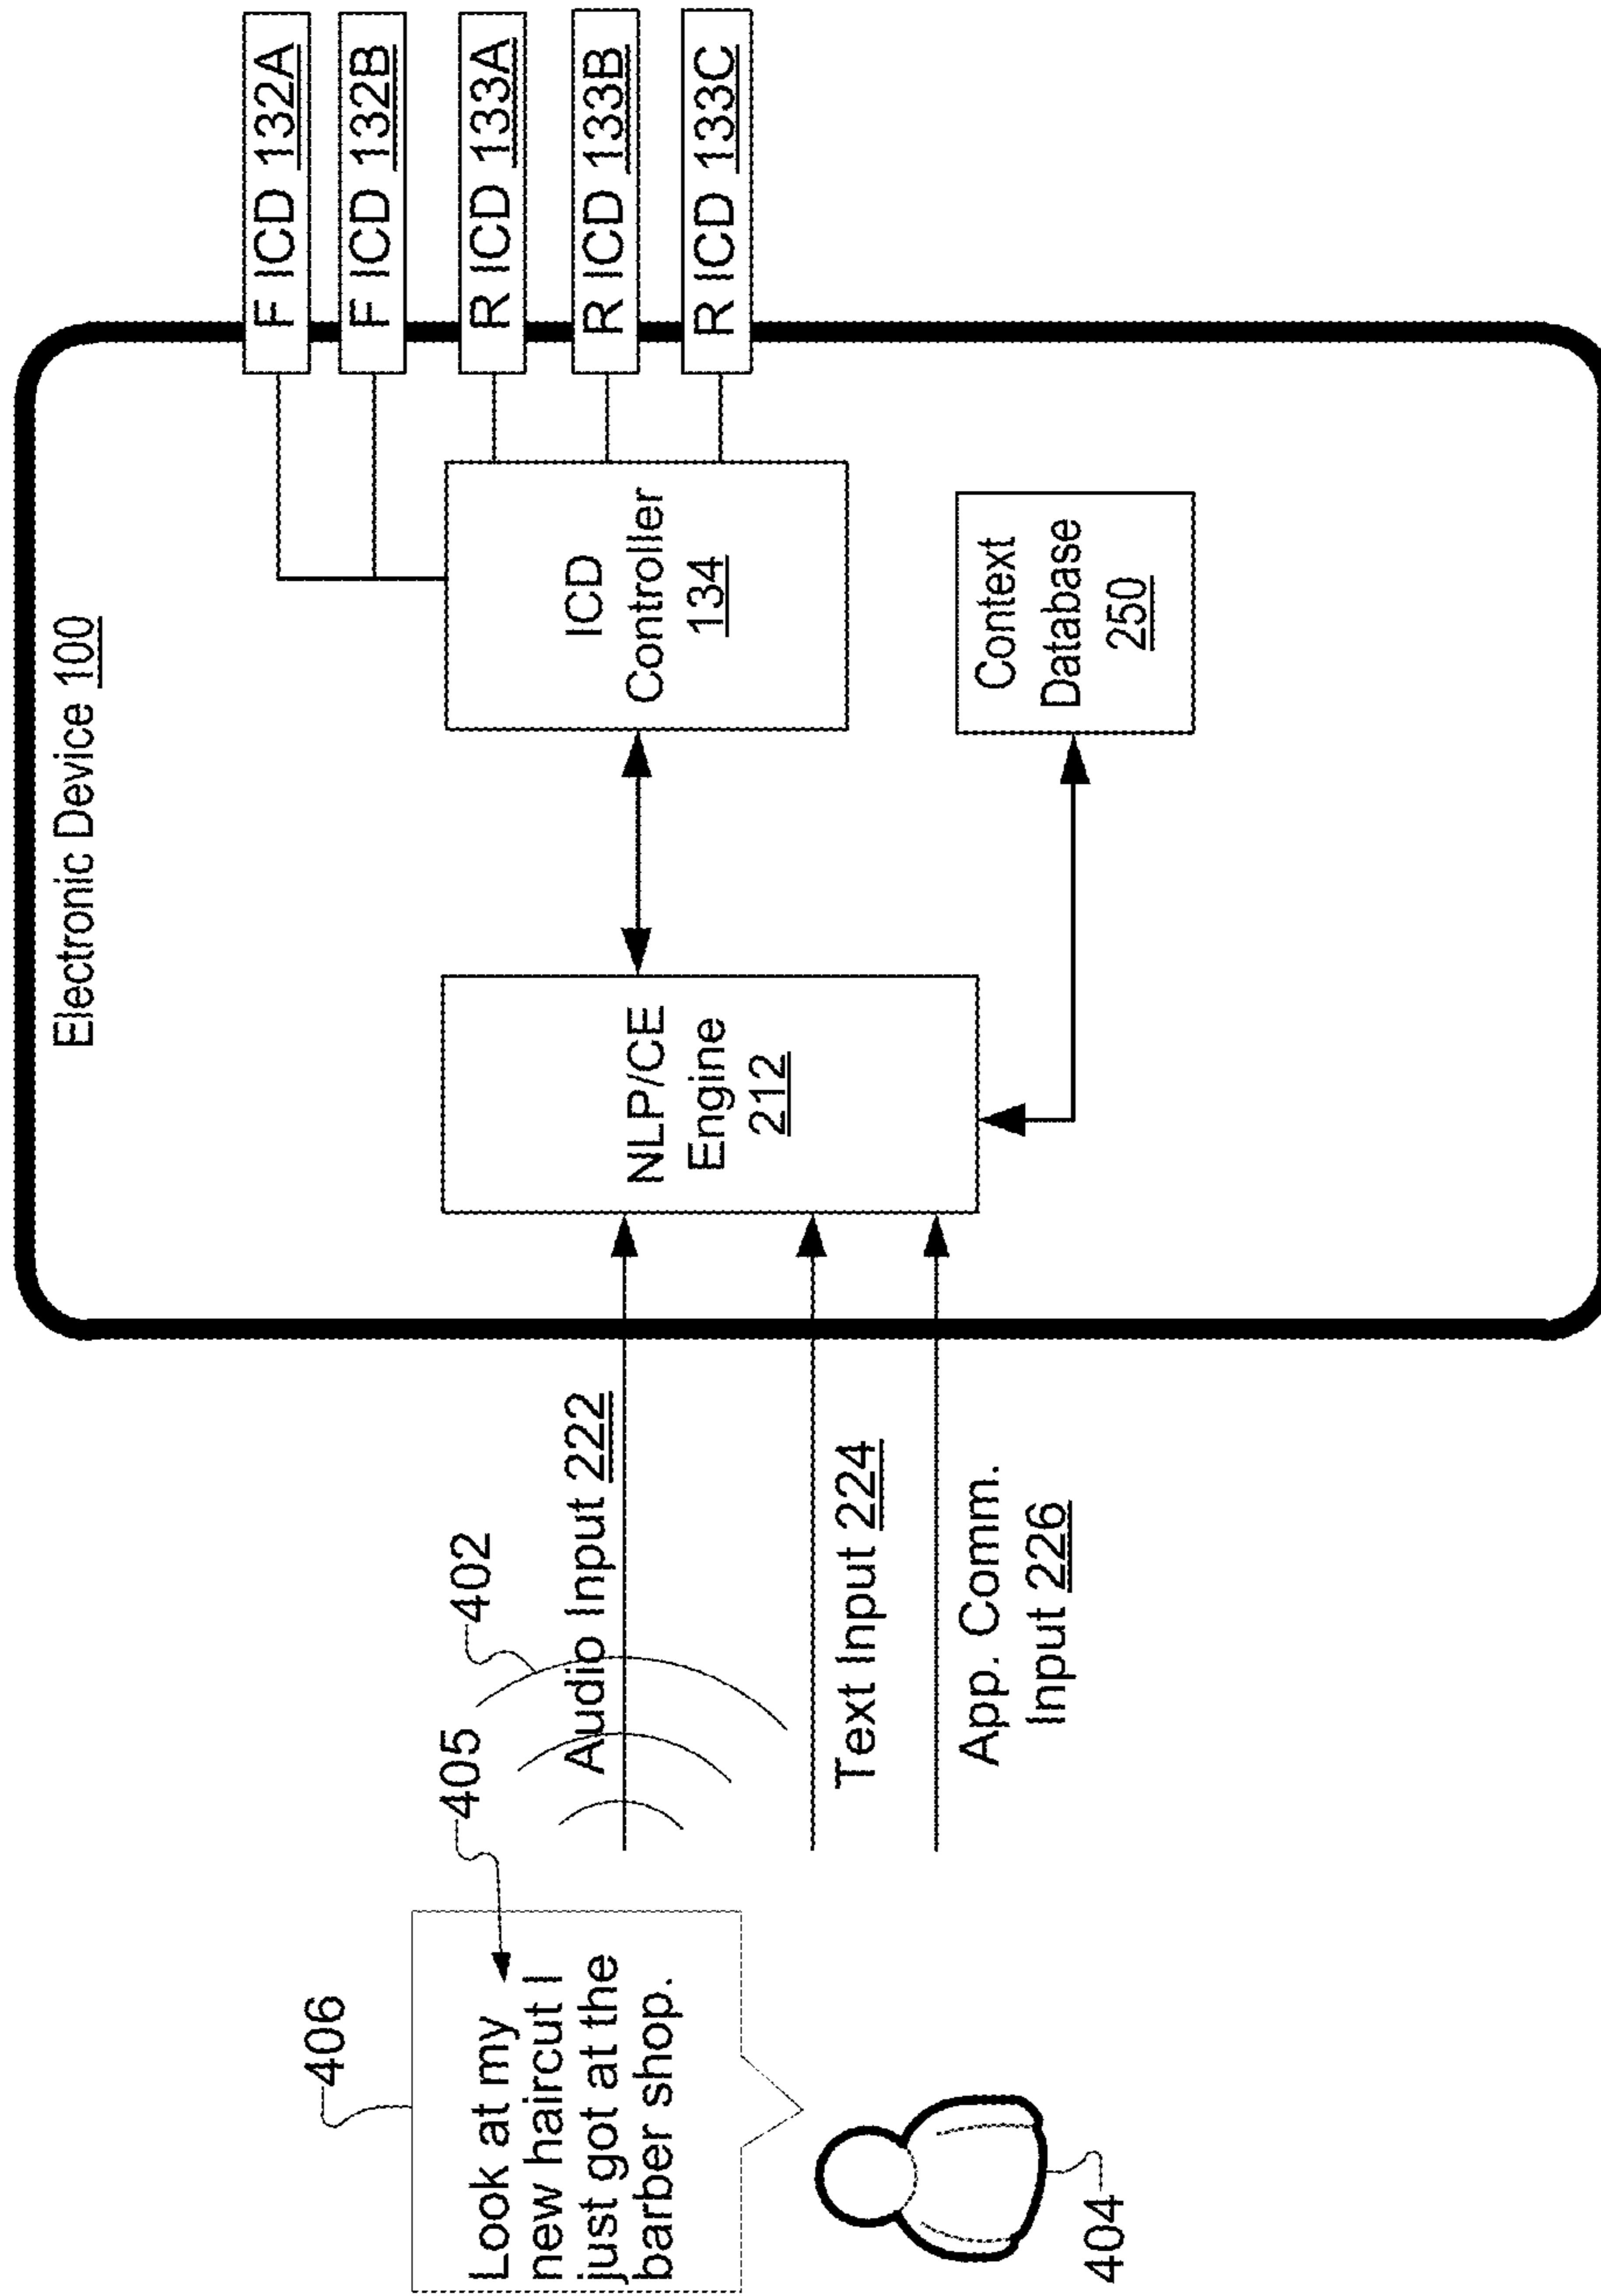 Electronic Device 100
406
Look at my
new haircut I
just got at the
barber shop.
405
402
404
Audio Input 222
Text Input 224
App. Comm.
Input 226
NLP/CE
Engine
212
ICD
Controller
134
Context
Database
250
F ICD 132A
F ICD 132B
R ICD 133A
R ICD 133B
R ICD 133C